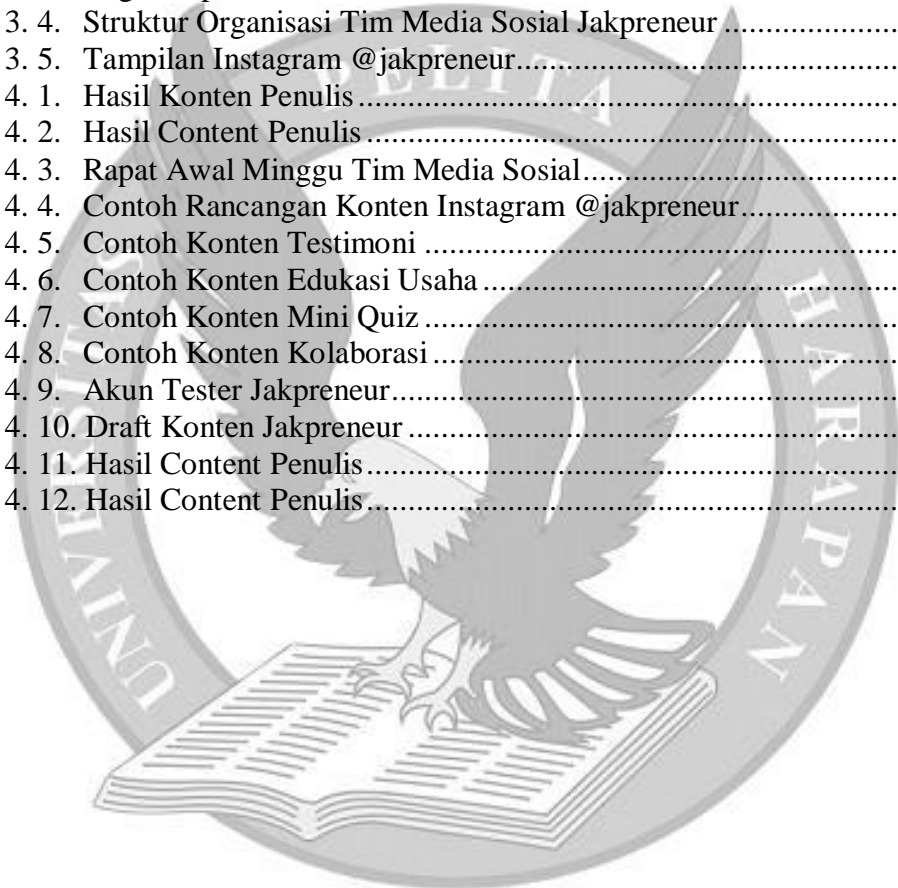 3. 4. Struktur Organisasi Tim Media Sosial Jakpreneur ....................
3. 5. Tampilan Instagram @jakpreneur............................................
4. 1. Hasil Konten Penulis ..............................................................
4. 2. Hasil Content Penulis .............................................................
4. 3. Rapat Awal Minggu Tim Media Sosial....................................
4. 4. Contoh Rancangan Konten Instagram @jakpreneur..................
4. 5. Contoh Konten Testimoni .......................................................
4. 6. Contoh Konten Edukasi Usaha ................................................
4. 7. Contoh Konten Mini Quiz .......................................................
4. 8. Contoh Konten Kolaborasi ......................................................
4. 9. Akun Tester Jakpreneur...........................................................
4. 10. Draft Konten Jakpreneur .......................................................
4. 11. Hasil Content Penulis ............................................................
4. 12. Hasil Content Penulis.............................................................
UNIVERSITAS PELITA HARAPAN